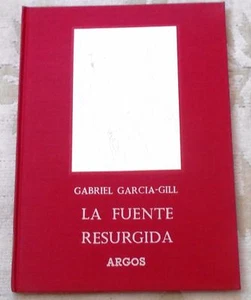 GABRIEL GARCIA-GILL
LA FUENTE
RESURGIDA
ARGOS